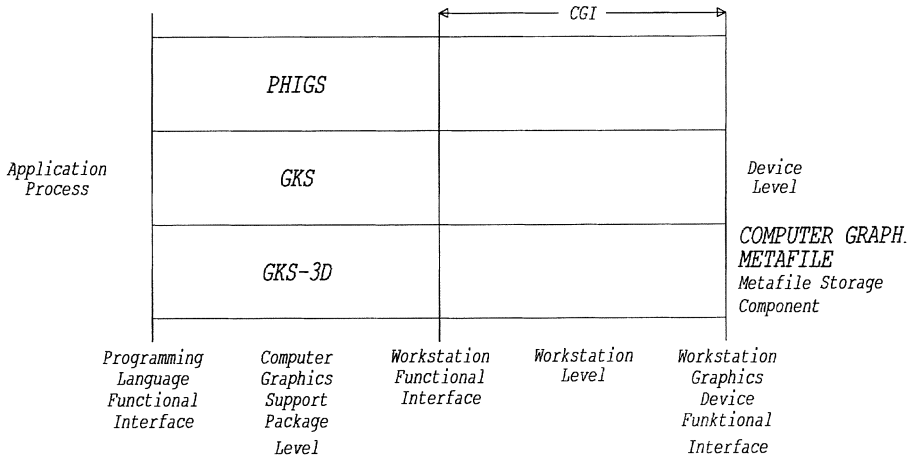 CGI
PHIGS
Application
Process
GKS
Device
Level
GKS-3D
COMPUTER GRAPH.
METAFILE
Metafile Storage
Component
Programming
Language
Functional
Interface
Computer
Graphics
Support
Package
Level
Workstation
Functional
Interface
Workstation
Level
Workstation
Graphics
Device
Funktional
Interface